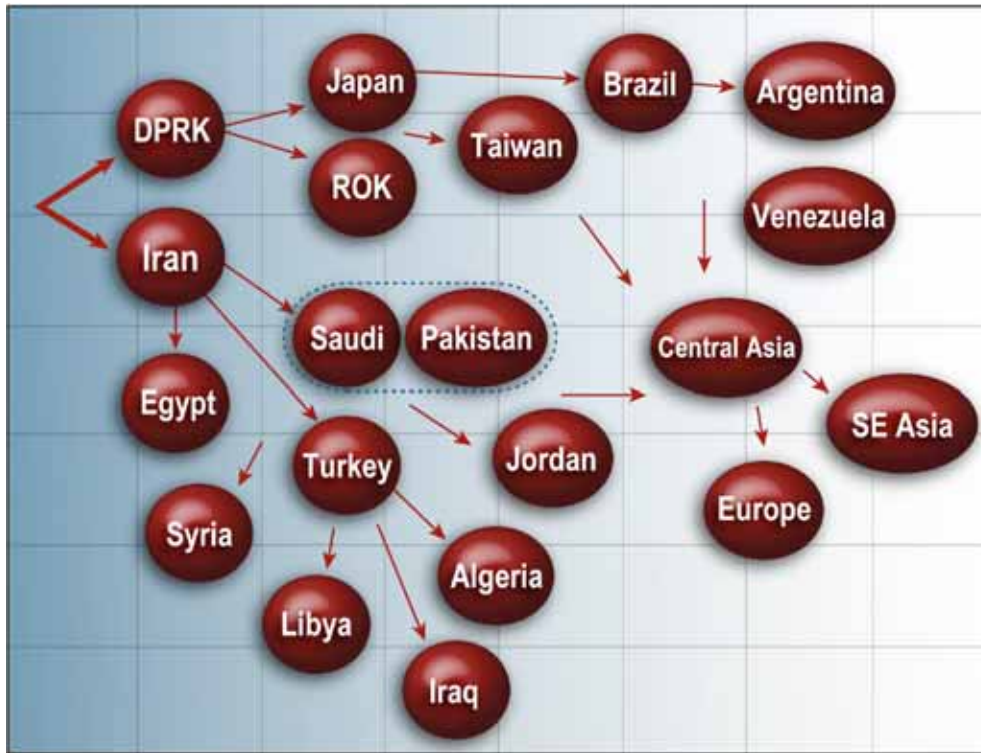 DPRK
Japan
ROK
Taiwan
Brazil
Argentina
Venezuela
Iran
Saudi
Pakistan
Central Asia
Egypt
Turkey
Jordan
SE Asia
Syria
Europe
Algeria
Libya
Iraq